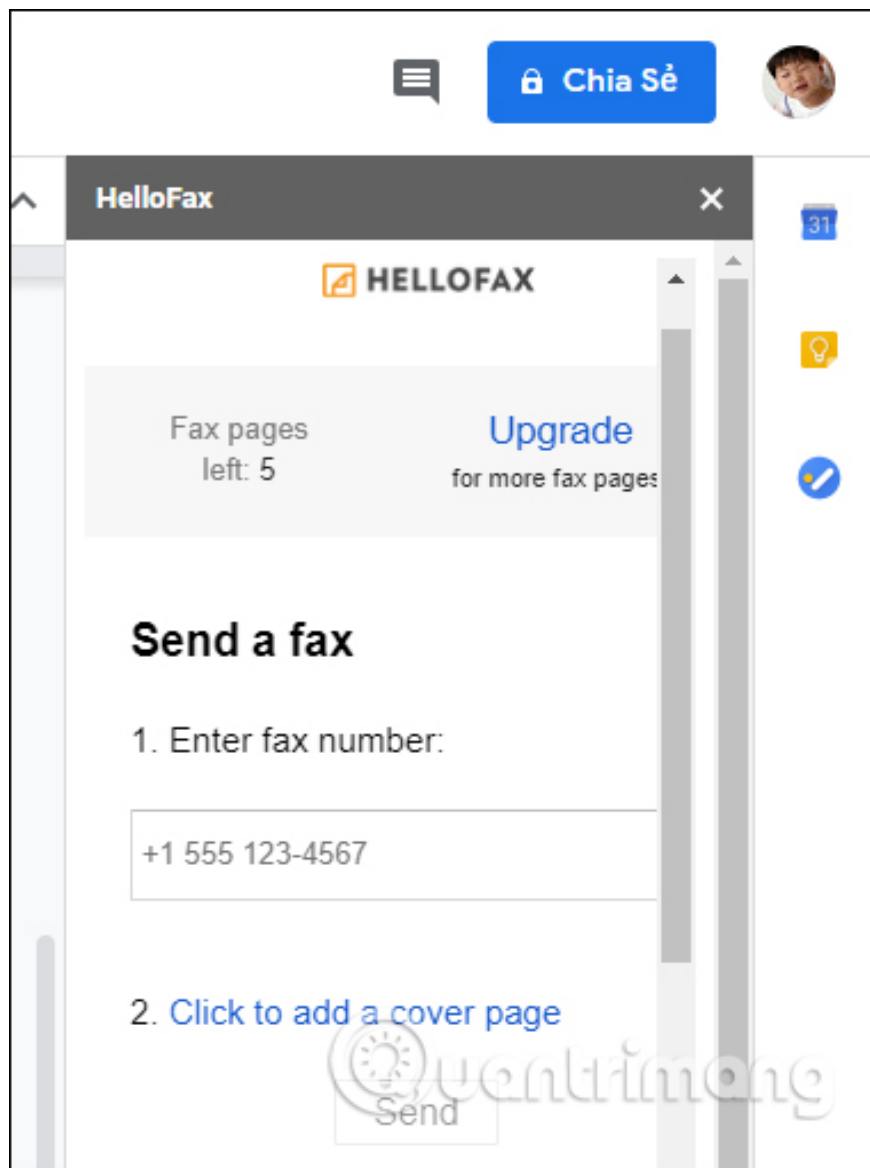 Chia Sẻ
HelloFax
31
HELLOFAX
Fax pages
left: 5
Upgrade
for more fax pages
Send a fax
1. Enter fax number:
+1 555 123-4567
2. Click to add a cover page
Send
Quantrimang